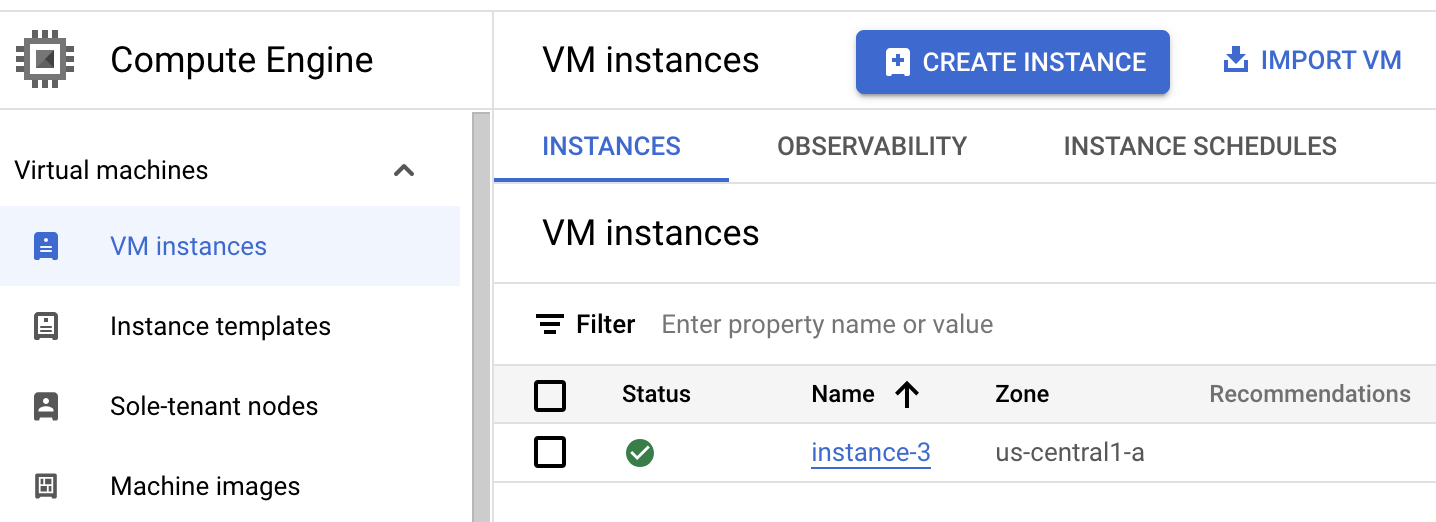 Compute Engine
VM instances
CREATE INSTANCE
IMPORT VM
Virtual machines
VM instances
Instance templates
Sole-tenant nodes
Machine images
INSTANCES
OBSERVABILITY
INSTANCE SCHEDULES
VM instances
Filter Enter property name or value
Status Name Zone Recommendations
instance-3 us-central1-a